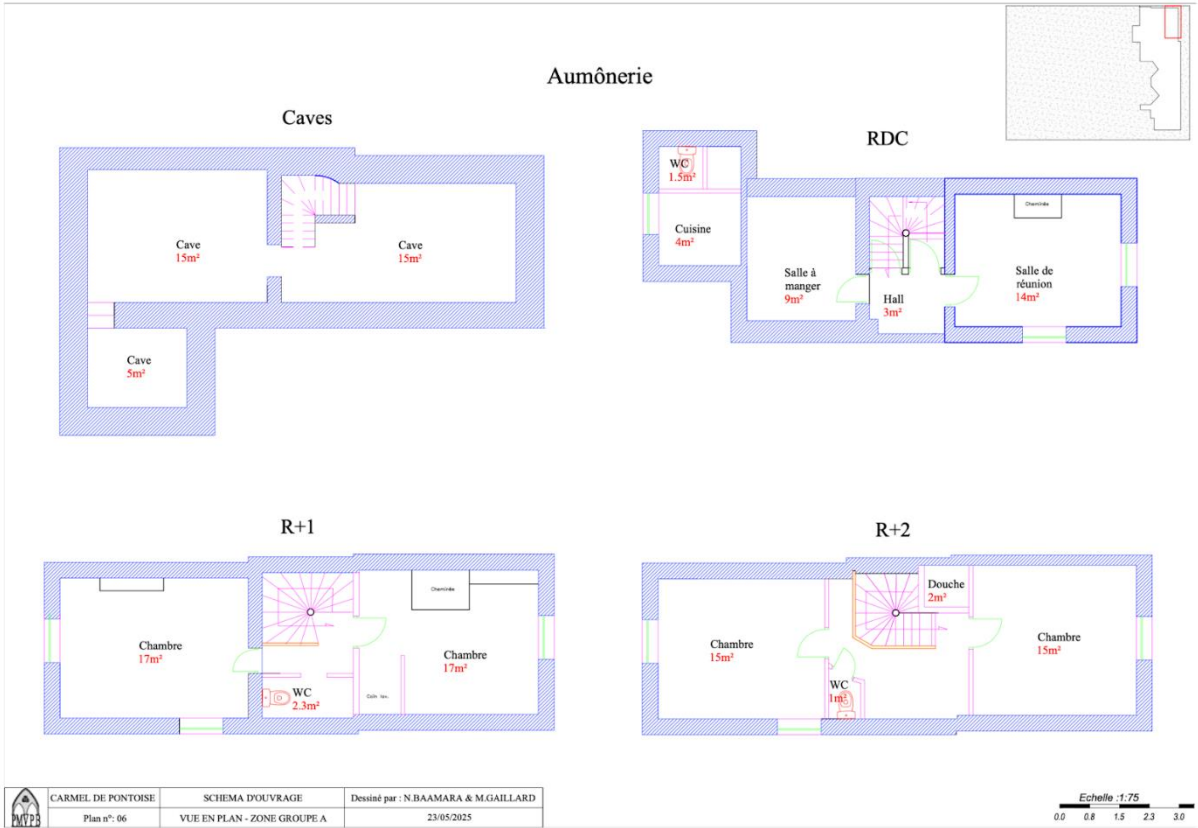 Aumônerie
Caves
Cave
15m²
Cave
15m²
Cave
5m²
RDC
WC
1.5m²
Cuisine
4m²
Salle à
manger
9m²
Hall
3m²
Cheminée
Salle de
réunion
14m²
R+1
Chambre
17m²
Cheminée
Chambre
17m²
WC
2.3m²
Coin lav.
R+2
Chambre
15m²
Douche
2m²
WC
1m²
Chambre
15m²
PMVPB
CARMEL DE PONTOISE
Plan n°: 06
SCHEMA D'OUVRAGE
VUE EN PLAN - ZONE GROUPE A
Dessiné par : N.BAAMARA & M.GAILLARD
23/05/2025
Echelle :1:75
0.0 0.8 1.5 2.3 3.0